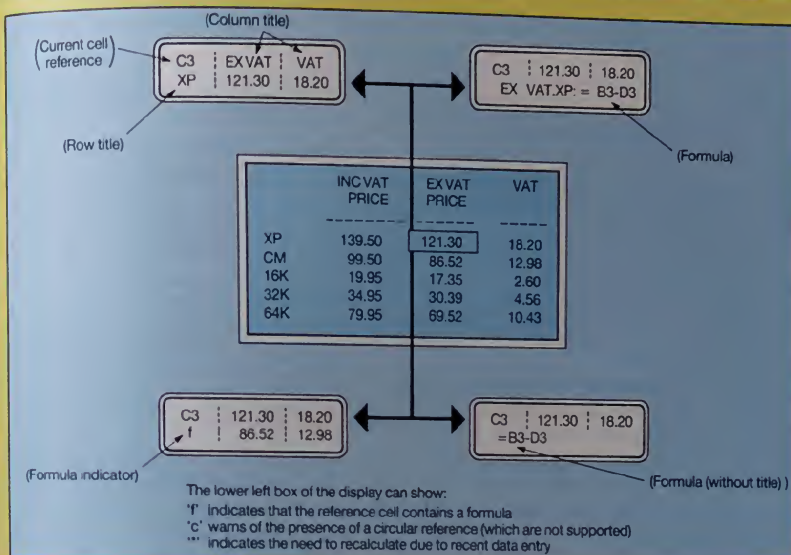 (Column title)
(Current cell reference)
C3 EX VAT VAT
XP 121.30 18.20
(Row title)
C3 121.30 18.20
EX VAT.XP: = B3-D3
(Formula)
INC VAT EX VAT VAT
PRICE PRICE
------- ------- -----
XP 139.50 121.30 18.20
CM 99.50 86.52 12.98
16K 19.95 17.35 2.60
32K 34.95 30.39 4.56
64K 79.95 69.52 10.43
C3 121.30 18.20
f 86.52 12.98
(Formula indicator)
C3 121.30 18.20
=B3-D3
(Formula (without title) )
The lower left box of the display can show:
'f' indicates that the reference cell contains a formula
'c' warns of the presence of a circular reference (which are not supported)
'*' indicates the need to recalculate due to recent data entry